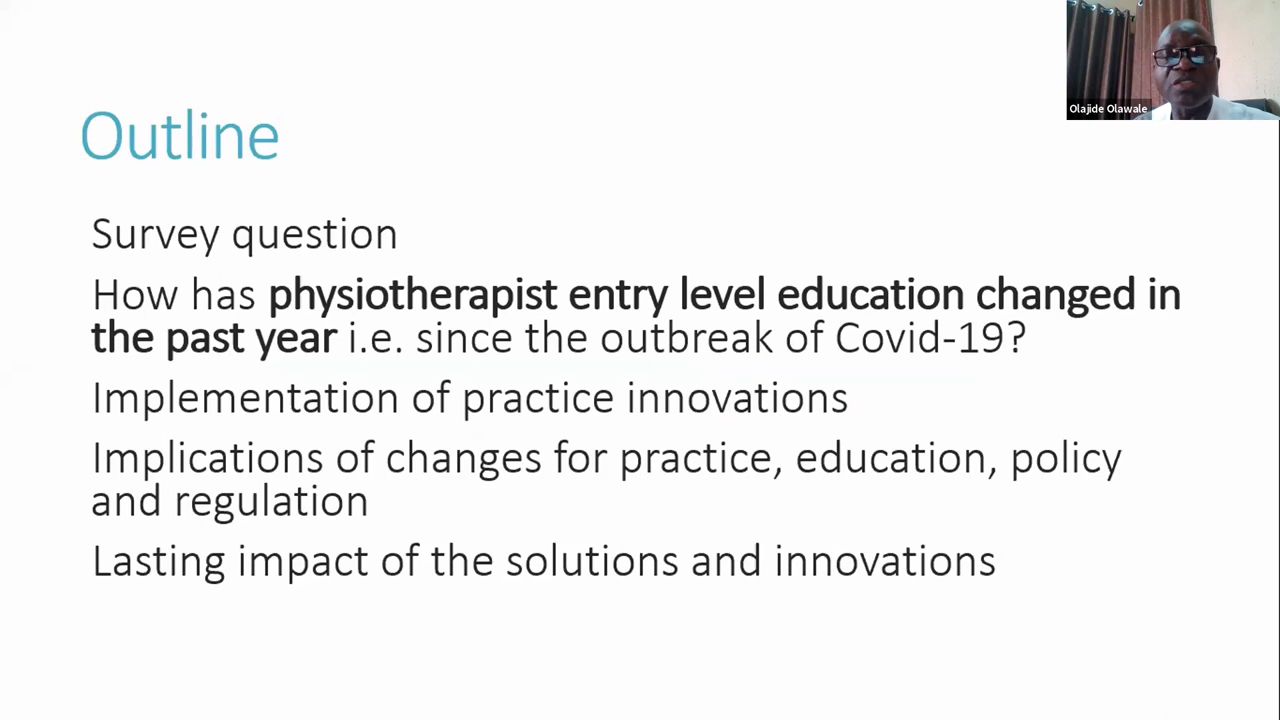 Outline
Olajide Olawale
Survey question
How has physiotherapist entry level education changed in
the past year i.e. since the outbreak of Covid-19?
Implementation of practice innovations
Implications of changes for practice, education, policy
and regulation
Lasting impact of the solutions and innovations